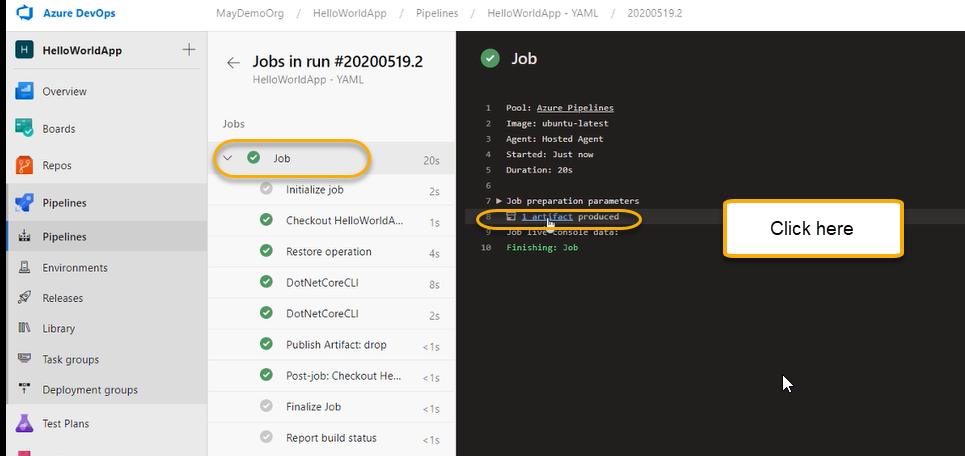 Azure DevOps
MayDemoOrg / HelloWorldApp / Pipelines / HelloWorldApp - YAML / 20200519.2
H HelloWorldApp +
Overview
Boards
Repos
Pipelines
Pipelines
Environments
Releases
Library
Task groups
Deployment groups
Test Plans
Jobs in run #20200519.2
HelloWorldApp - YAML
Jobs
Job 20s
Initialize job 2s
Checkout HelloWorldA... 1s
Restore operation 4s
DotNetCoreCLI 8s
DotNetCoreCLI 2s
Publish Artifact: drop <1s
Post-job: Checkout He... <1s
Finalize Job <1s
Report build status <1s
Job
1 Pool: Azure Pipelines
2 Image: ubuntu-latest
3 Agent: Hosted Agent
4 Started: Just now
5 Duration: 20s
6
7 Job preparation parameters
8 1 artifact produced
9 Job live console data:
10 Finishing: Job
Click here